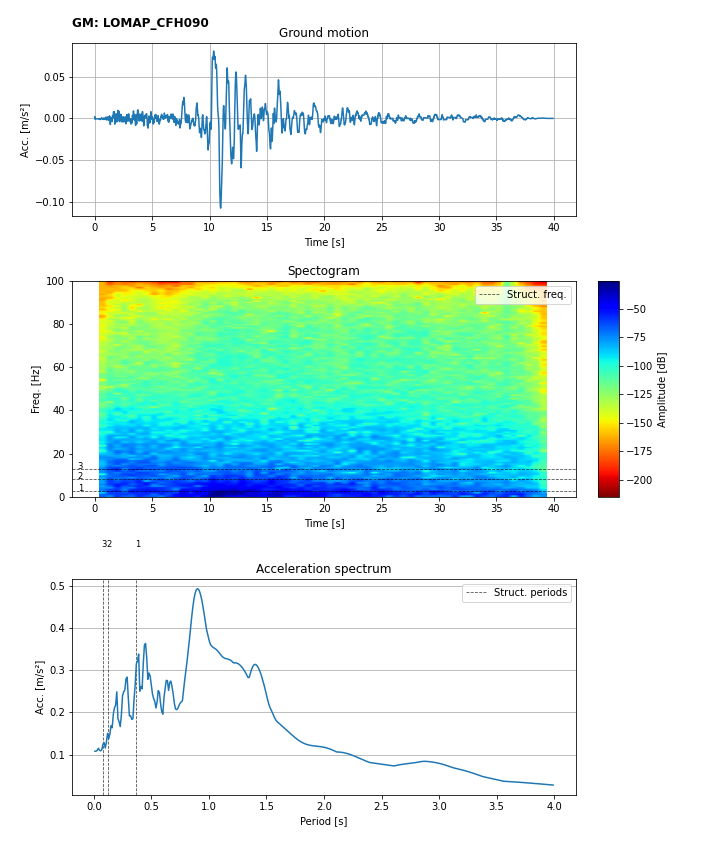 GM: LOMAP_CFH090
Ground motion
Acc. [m/s²]
0.05
0.00
−0.05
−0.10
0 5 10 15 20 25 30 35 40
Time [s]
Spectogram
Struct. freq.
Freq. [Hz]
100
80
60
40
20
0
3
2
1
0 5 10 15 20 25 30 35 40
Time [s]
−50
−75
−100
−125
−150
−175
−200
Amplitude [dB]
32 1
Acceleration spectrum
Struct. periods
Acc. [m/s²]
0.5
0.4
0.3
0.2
0.1
0.0 0.5 1.0 1.5 2.0 2.5 3.0 3.5 4.0
Period [s]